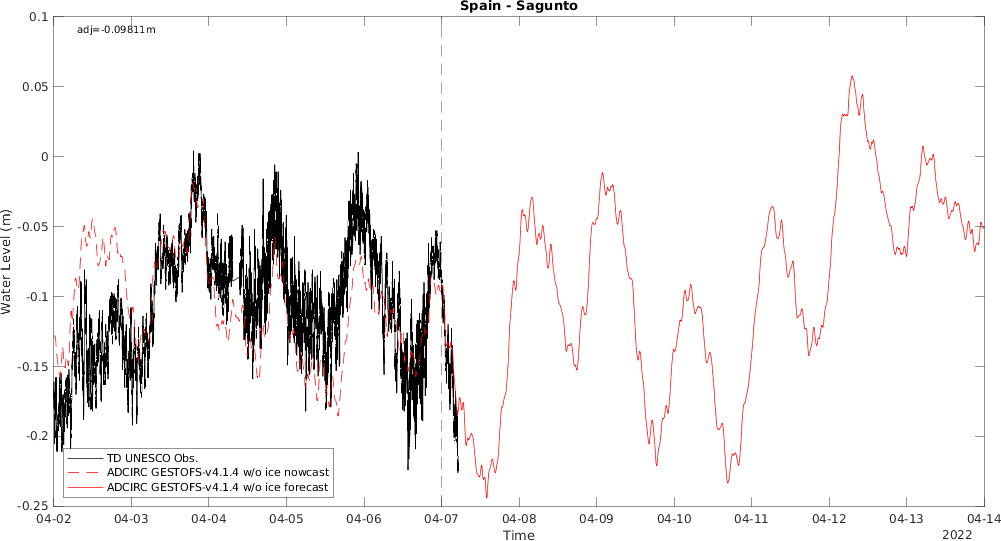 Spain - Sagunto
adj=-0.09811m
0.1
0.05
0
-0.05
-0.1
-0.15
-0.2
-0.25
Water Level (m)
TD UNESCO Obs.
ADCIRC GESTOFS-v4.1.4 w/o ice nowcast
ADCIRC GESTOFS-v4.1.4 w/o ice forecast
04-02 04-03 04-04 04-05 04-06 04-07 04-08 04-09 04-10 04-11 04-12 04-13 04-14
Time
2022